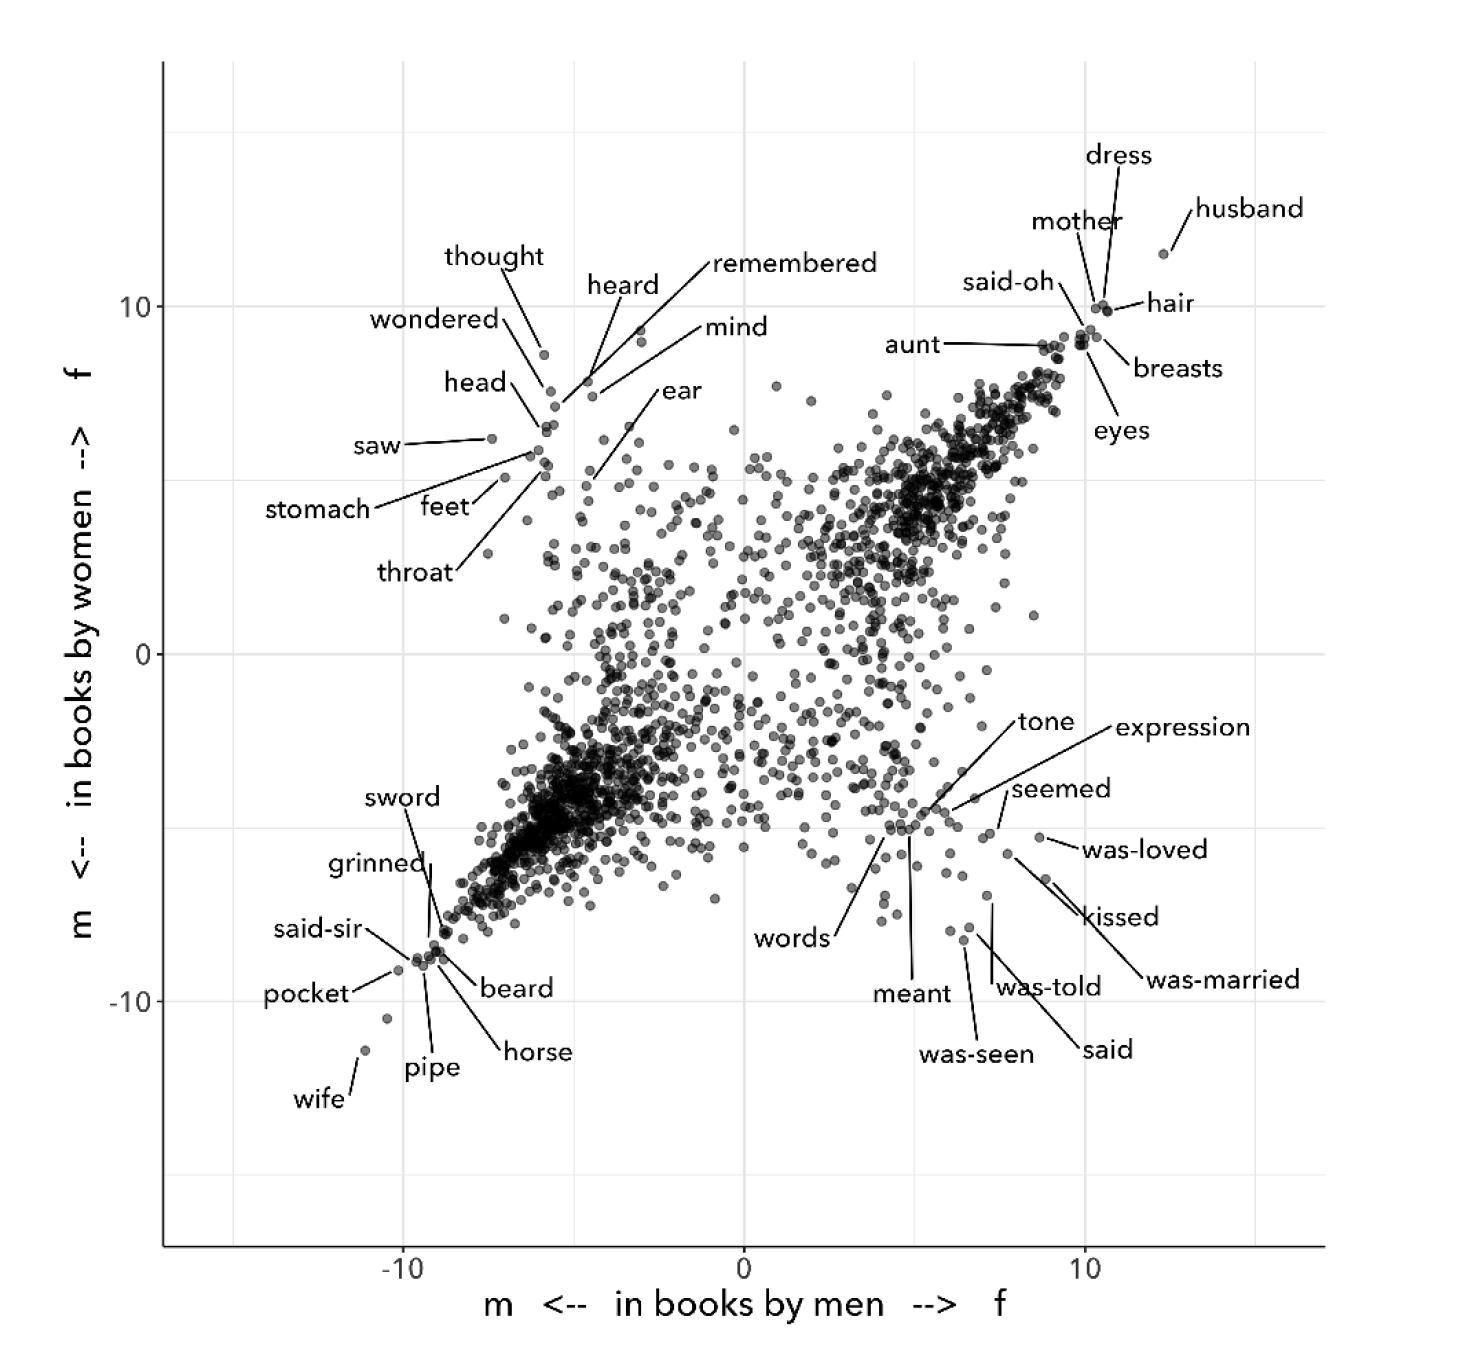 dress
husband
mother
thought
remembered
said-oh
heard
hair
10
wondered
mind
aunt
breasts
head
ear
eyes
saw
stomach
feet
throat
0
tone
expression
seemed
sword
was-loved
grinned
kissed
said-sir
words
was-married
beard
meant
was-told
pocket
-10
said
was-seen
horse
pipe
wife
m <-- in books by women --> f
-10
0
10
m <-- in books by men --> f